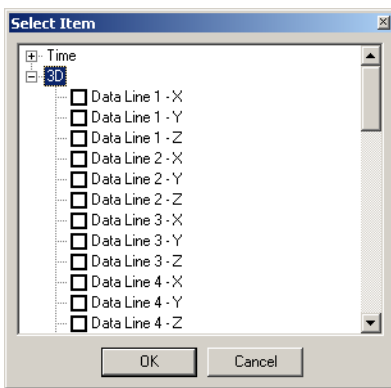 Select Item
Time
3D
Data Line 1 - X
Data Line 1 - Y
Data Line 1 - Z
Data Line 2 - X
Data Line 2 - Y
Data Line 2 - Z
Data Line 3 - X
Data Line 3 - Y
Data Line 3 - Z
Data Line 4 - X
Data Line 4 - Y
Data Line 4 - Z
OK Cancel